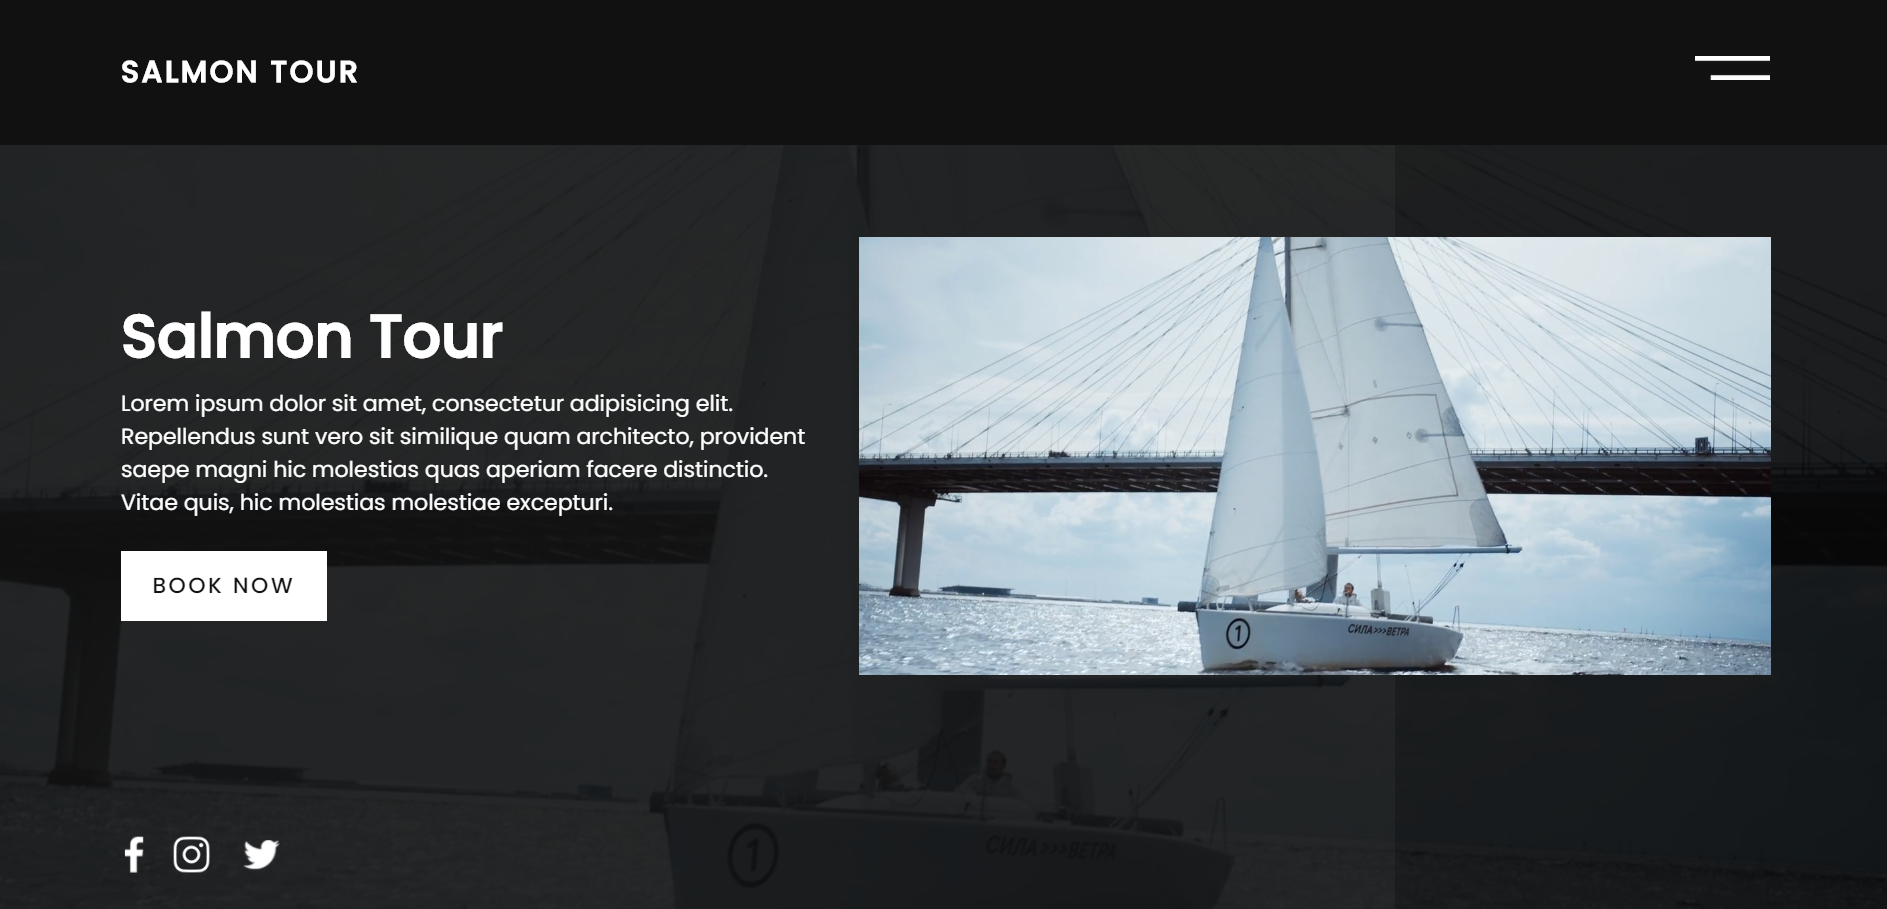 SALMON TOUR
Salmon Tour
Lorem ipsum dolor sit amet, consectetur adipisicing elit.
Repellendus sunt vero sit similique quam architecto, provident
saepe magni hic molestias quas aperiam facere distinctio.
Vitae quis, hic molestias molestiae excepturi.
BOOK NOW
1
СИЛА>>>ВЕТРА
1
СИЛА>>>ВЕТРА